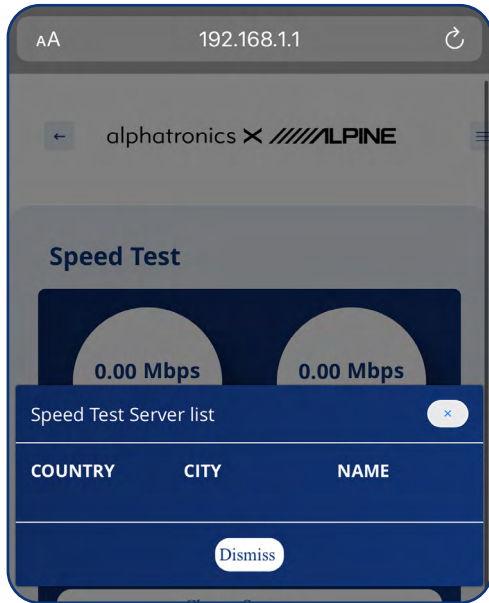 AA 192.168.1.1
← alphatronics × ALPINE
Speed Test
0.00 Mbps 0.00 Mbps
Speed Test Server list ×
COUNTRY CITY NAME
Dismiss